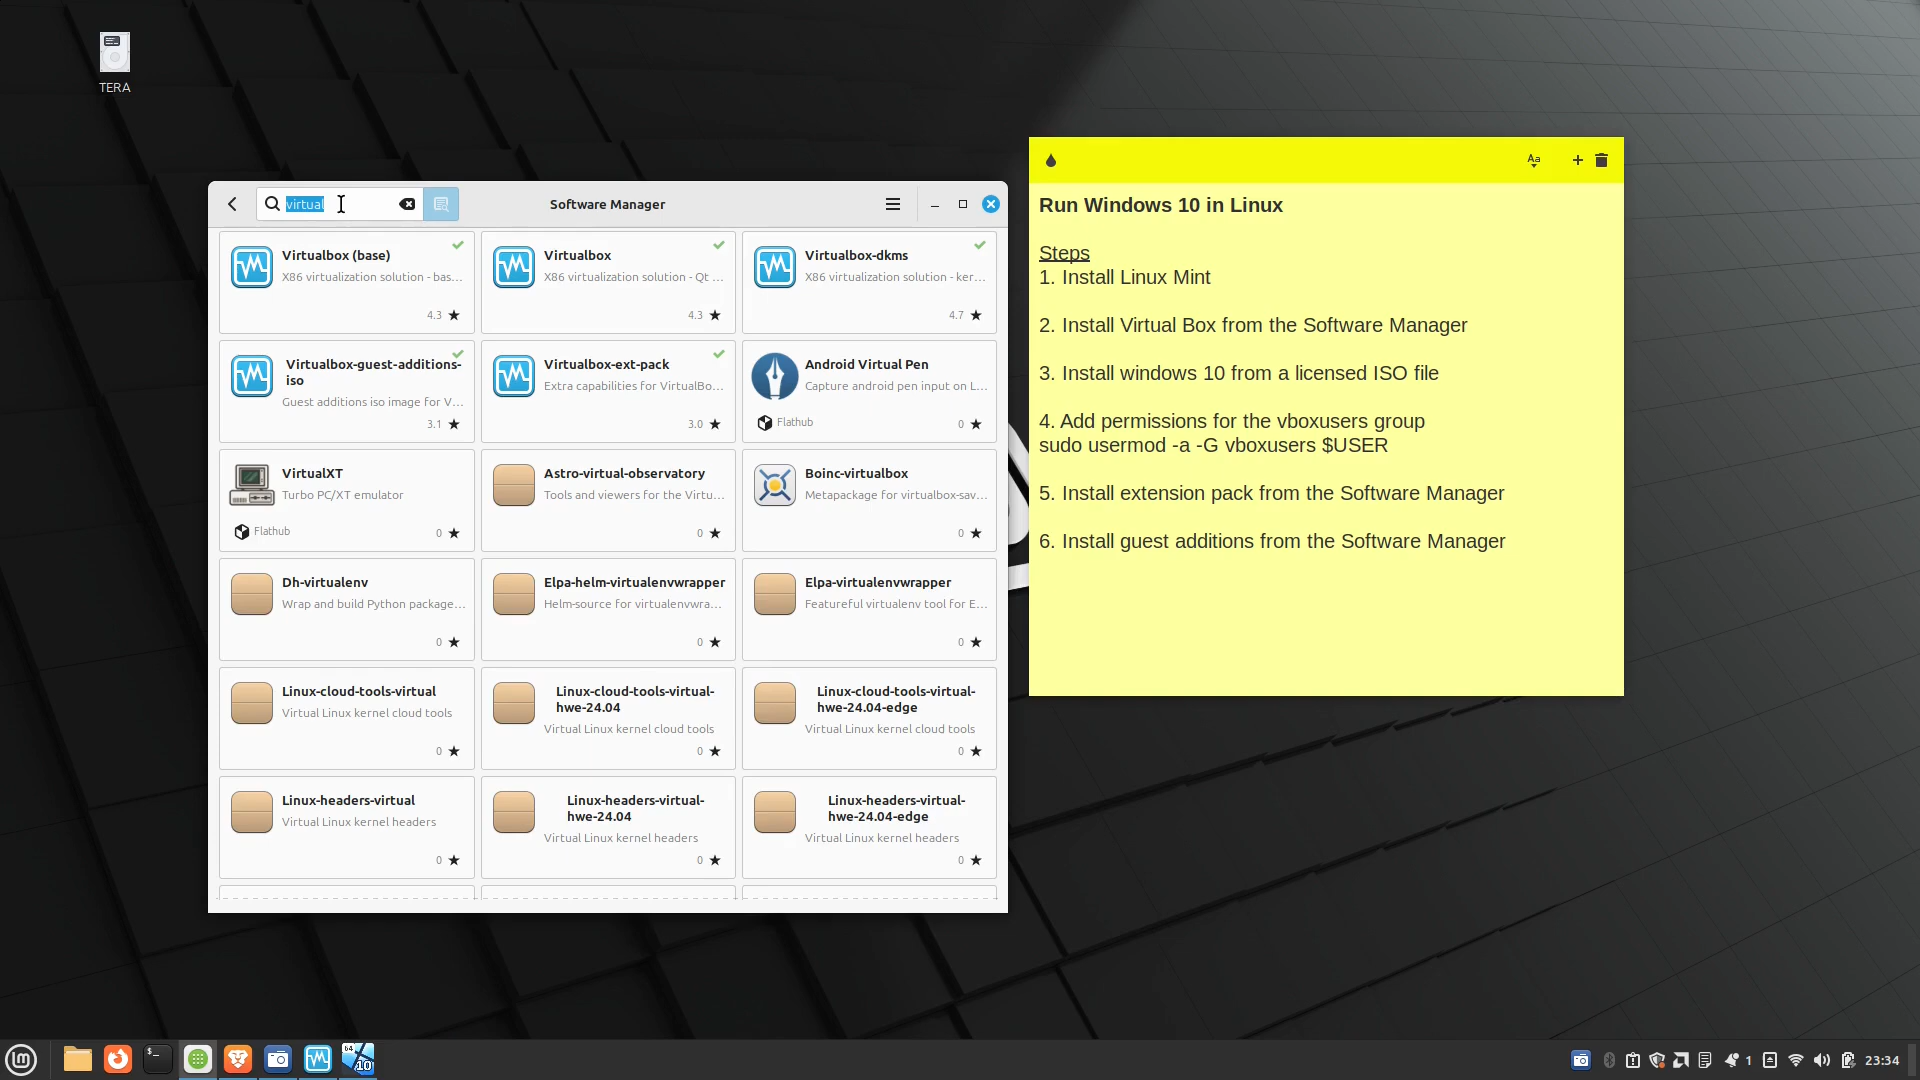 TERA
virtual
Software Manager
Virtualbox (base)
X86 virtualization solution - bas...
4.3
Virtualbox
X86 virtualization solution - Qt ...
4.3
Virtualbox-dkms
X86 virtualization solution - ker...
4.7
Virtualbox-guest-additions-
iso
Guest additions iso image for V...
3.1
Virtualbox-ext-pack
Extra capabilities for VirtualBo...
3.0
Android Virtual Pen
Capture android pen input on L...
Flathub
0
VirtualXT
Turbo PC/XT emulator
Flathub
0
Astro-virtual-observatory
Tools and viewers for the Virtu...
0
Boinc-virtualbox
Metapackage for virtualbox-sav...
0
Dh-virtualenv
Wrap and build Python package...
0
Elpa-helm-virtualenvwrapper
Helm-source for virtualenvwra...
0
Elpa-virtualenvwrapper
Featureful virtualenv tool for E...
0
Linux-cloud-tools-virtual
Virtual Linux kernel cloud tools
0
Linux-cloud-tools-virtual-
hwe-24.04
Virtual Linux kernel cloud tools
0
Linux-cloud-tools-virtual-
hwe-24.04-edge
Virtual Linux kernel cloud tools
0
Linux-headers-virtual
Virtual Linux kernel headers
0
Linux-headers-virtual-
hwe-24.04
Virtual Linux kernel headers
0
Linux-headers-virtual-
hwe-24.04-edge
Virtual Linux kernel headers
0
Aa
Run Windows 10 in Linux
Steps
1. Install Linux Mint
2. Install Virtual Box from the Software Manager
3. Install windows 10 from a licensed ISO file
4. Add permissions for the vboxusers group
sudo usermod -a -G vboxusers $USER
5. Install extension pack from the Software Manager
6. Install guest additions from the Software Manager
$_
64
10
1
23:34